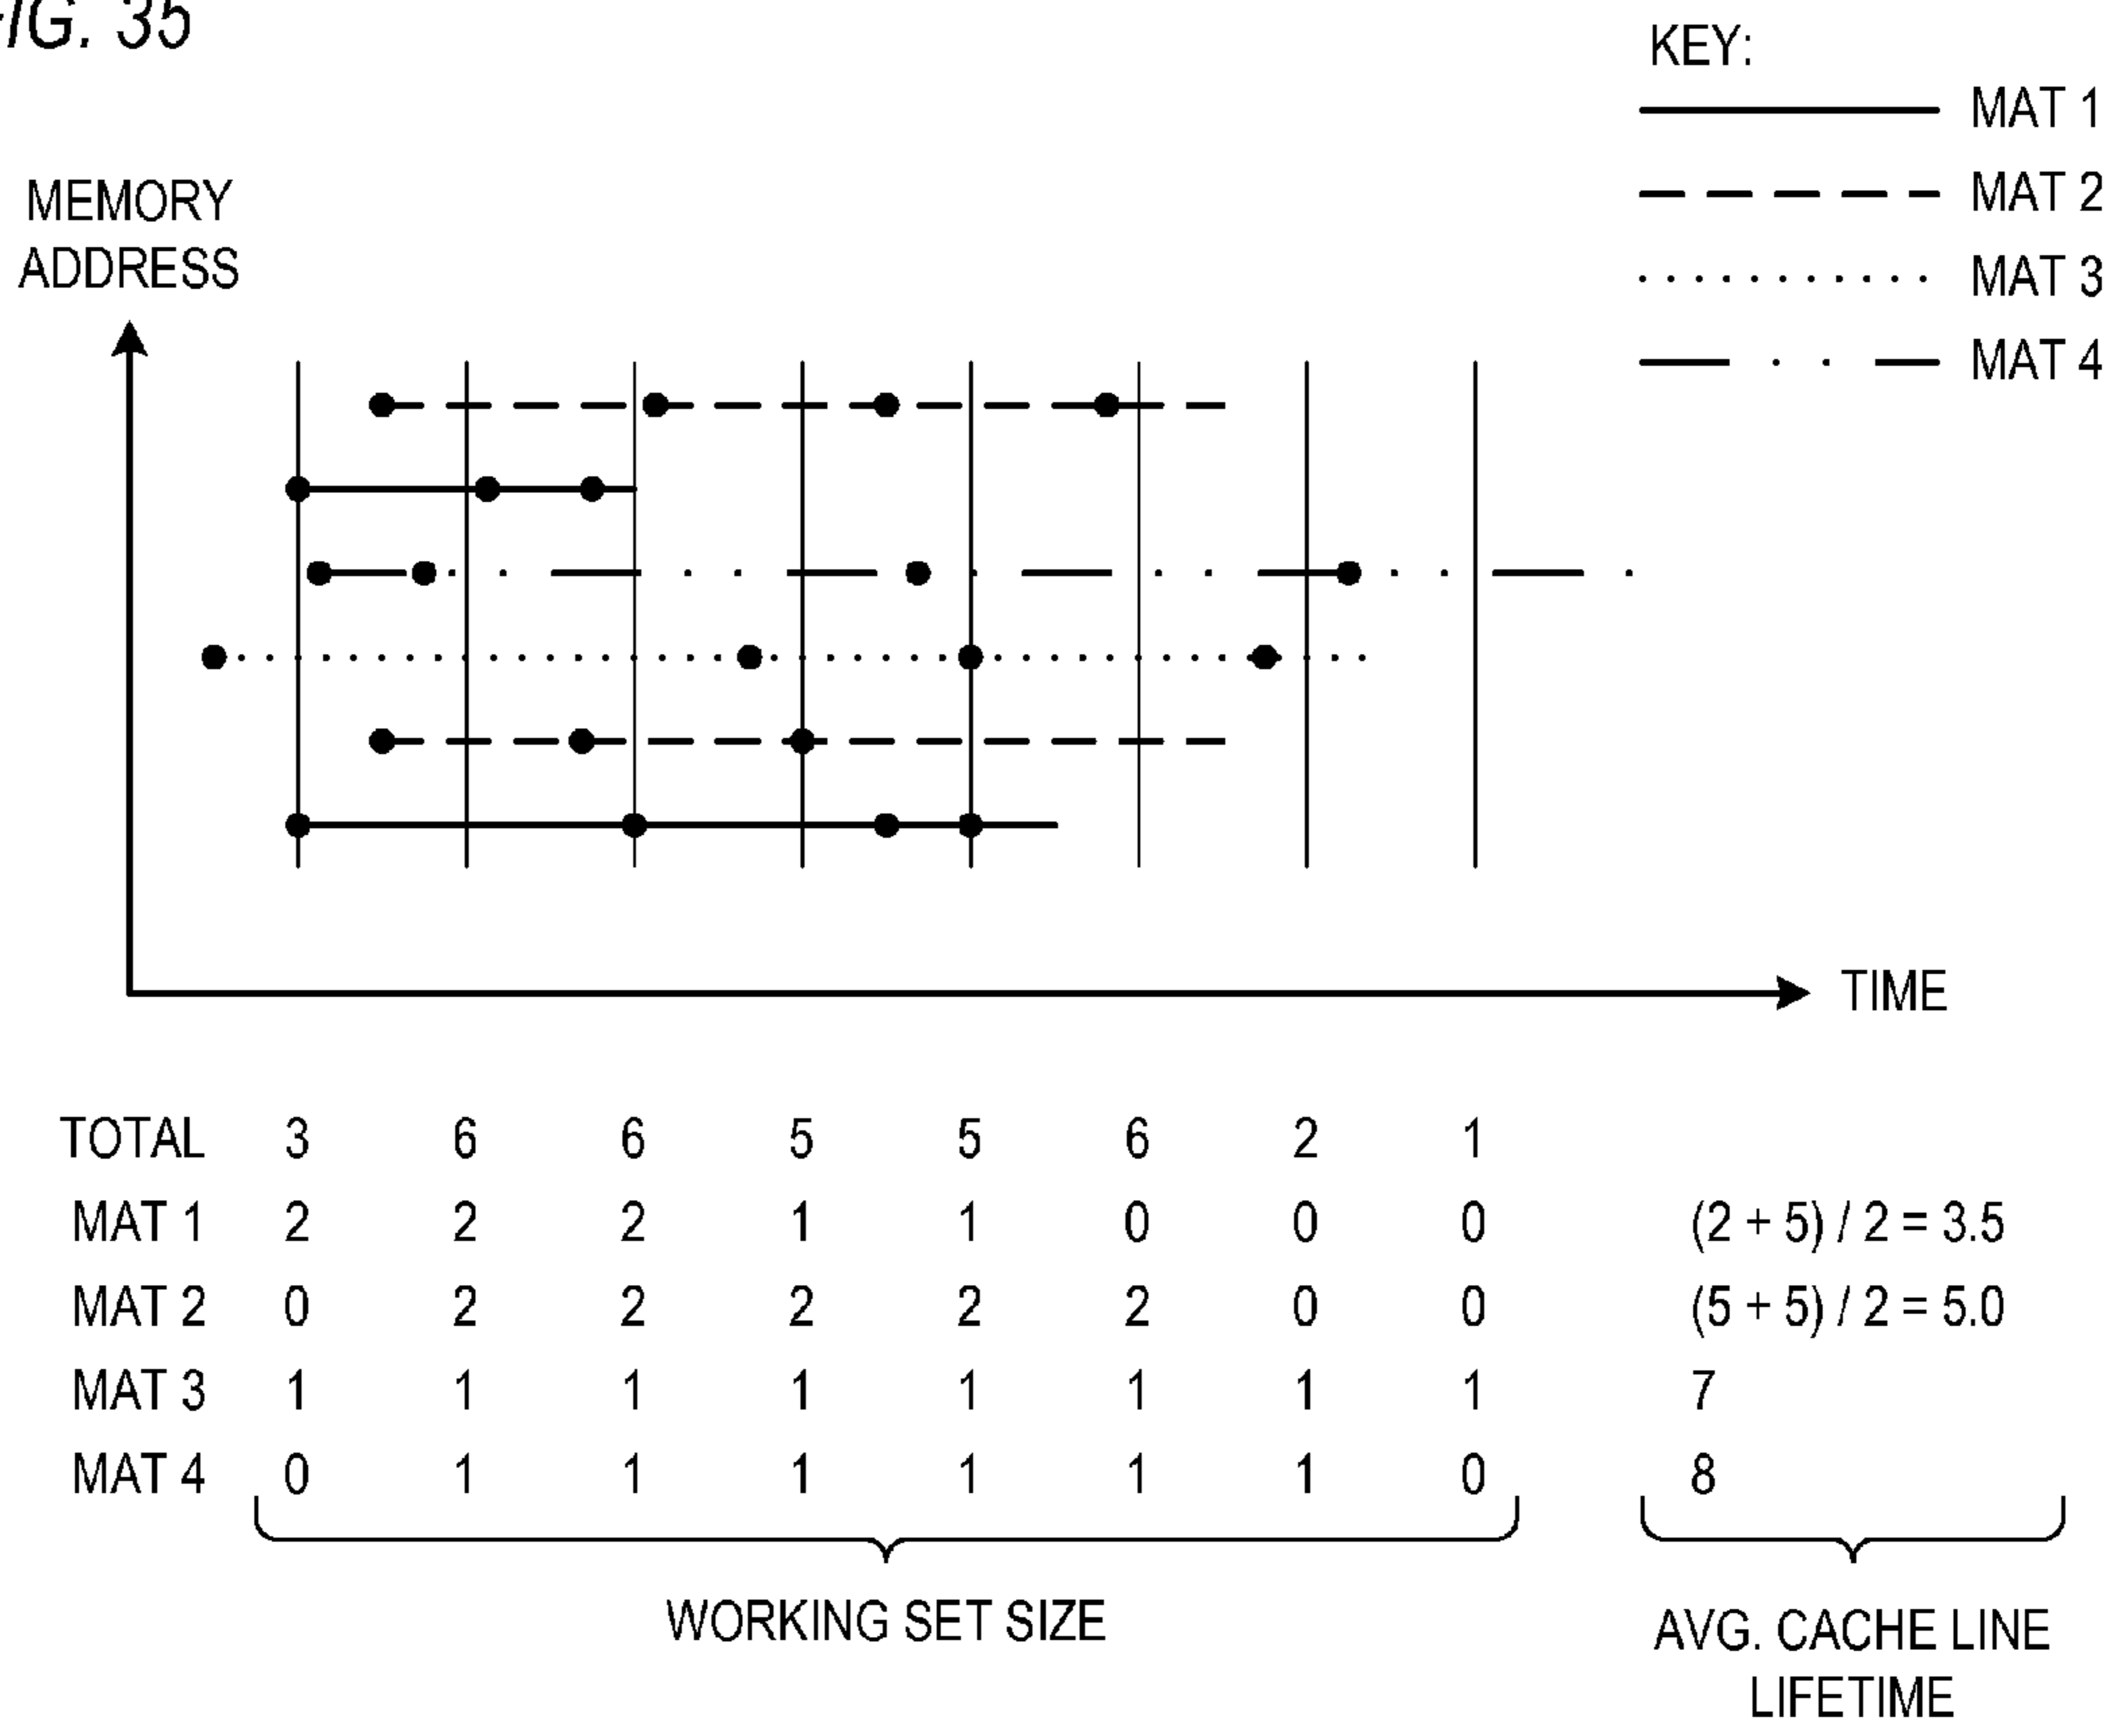 IG. 35
KEY:
MAT 1
MAT 2
MAT 3
MAT 4
MEMORY
ADDRESS
TIME
TOTAL 3 6 6 5 5 6 2 1
MAT 1 2 2 2 1 1 0 0 0 (2 + 5) / 2 = 3.5
MAT 2 0 2 2 2 2 2 0 0 (5 + 5) / 2 = 5.0
MAT 3 1 1 1 1 1 1 1 1 7
MAT 4 0 1 1 1 1 1 1 0 8
WORKING SET SIZE
AVG. CACHE LINE
LIFETIME